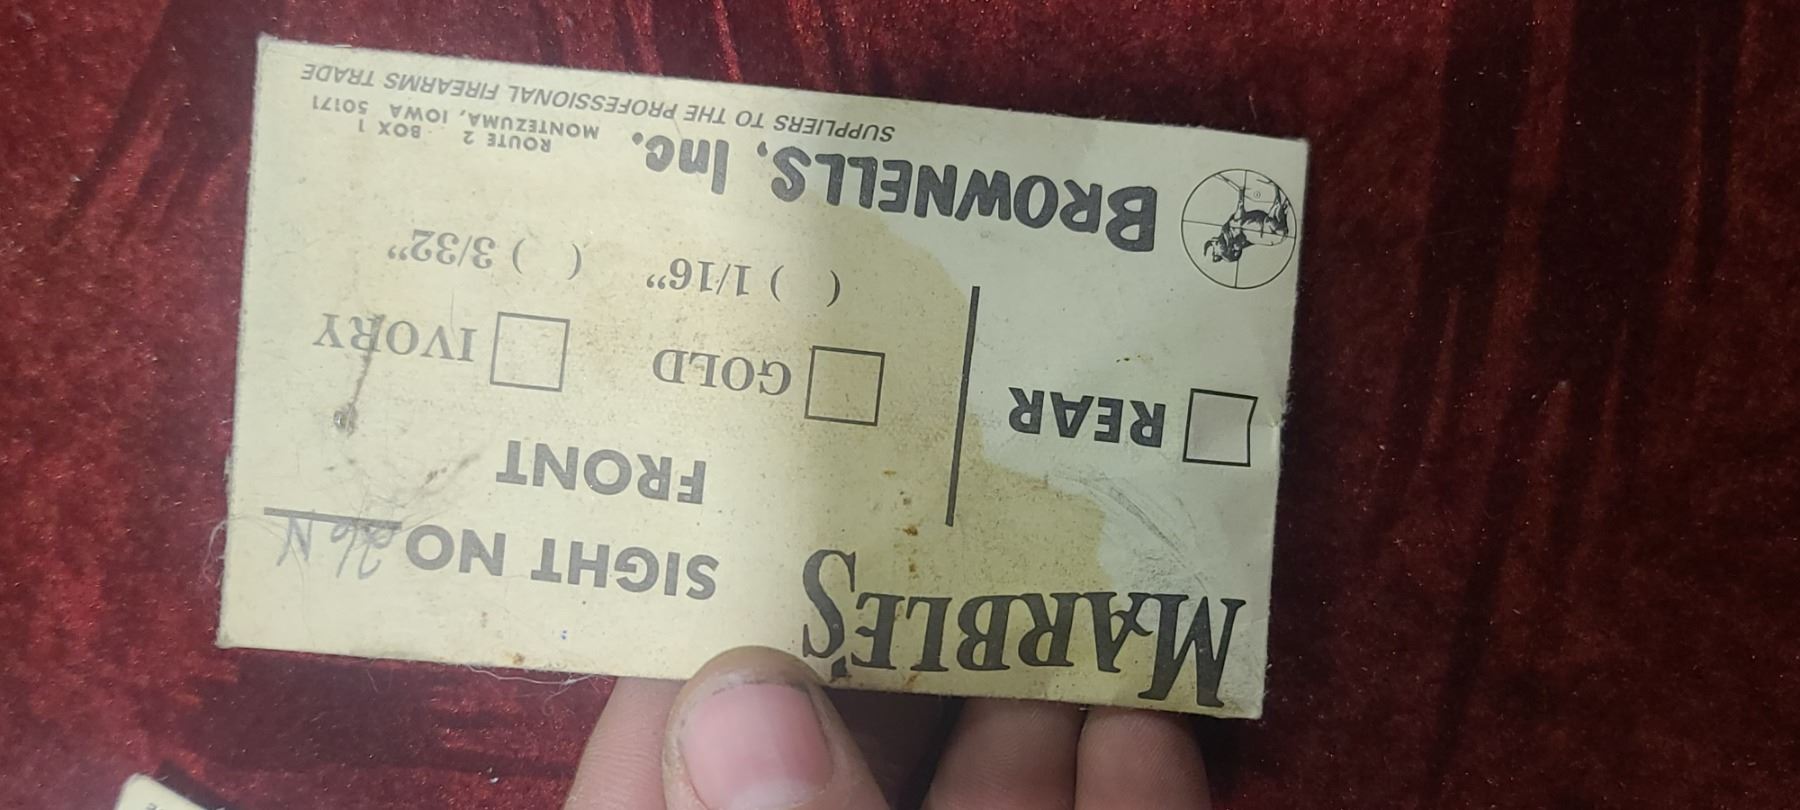 MARBLE'S
SIGHT NO
FRONT
REAR
GOLD
IVORY
( ) 1/16"
( ) 3/32"
BROWNELLS, Inc.
ROUTE 2 BOX 1
MONTEZUMA, IOWA 50171
SUPPLIERS TO THE PROFESSIONAL FIREARMS TRADE